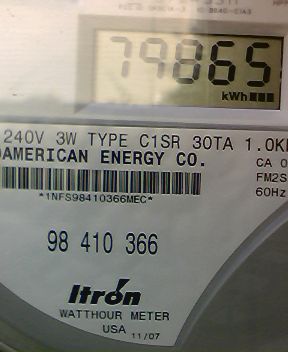 79865
kWh
240V 3W TYPE C1SR 30TA 1.0K
AMERICAN ENERGY CO.
CA 0
FM2S
60Hz
*1NFS98410366MEC*
98 410 366
Itron
WATTHOUR METER
USA 11/07